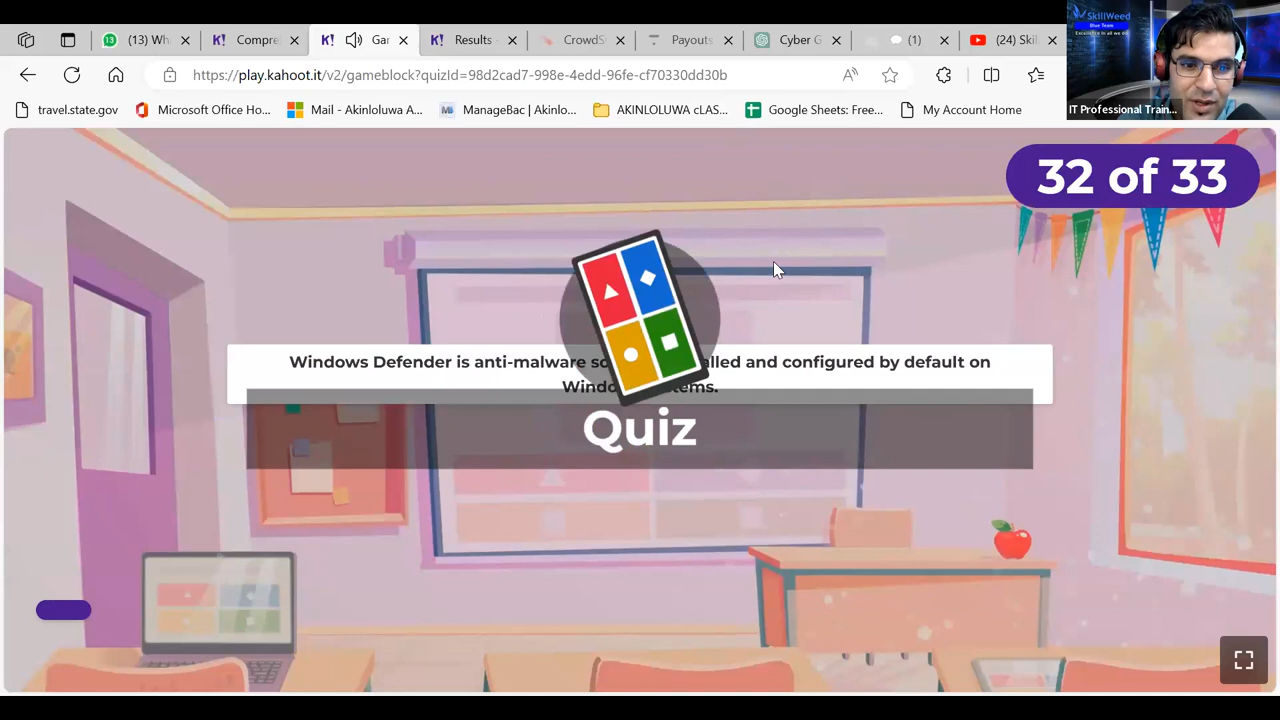 (13) Wh
Compre
Results
CrowdS
Payouts
Cyber
(1)
(24) Ski
https://play.kahoot.it/v2/gameblock?quizId=98d2cad7-998e-4edd-96fe-cf70330dd30b
travel.state.gov
Microsoft Office Ho...
Mail - Akinloluwa A...
ManageBac | Akinlo...
AKINLOLUWA cLAS...
Google Sheets: Free...
My Account Home
SkillWeed
Blue Team
IT Professional Train...
32 of 33
Windows Defender is anti-malware so alled and configured by default on
Windo tems.
Quiz